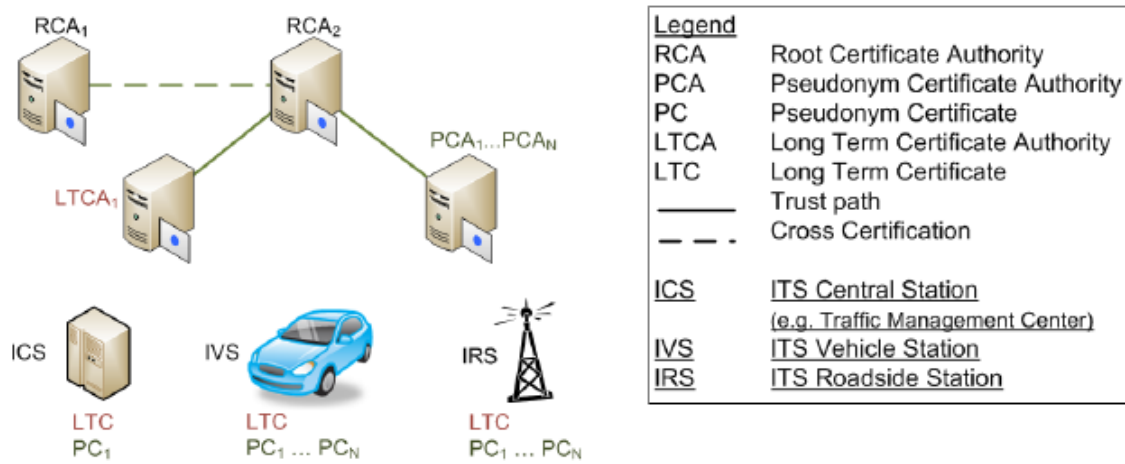 RCA₁
RCA₂
LTCA₁
PCA₁...PCAₙ
ICS
LTC
PC₁
IVS
LTC
PC₁ ... PCₙ
IRS
LTC
PC₁ ... PCₙ
Legend
RCA Root Certificate Authority
PCA Pseudonym Certificate Authority
PC Pseudonym Certificate
LTCA Long Term Certificate Authority
LTC Long Term Certificate
Trust path
Cross Certification
ICS ITS Central Station
(e.g. Traffic Management Center)
IVS ITS Vehicle Station
IRS ITS Roadside Station